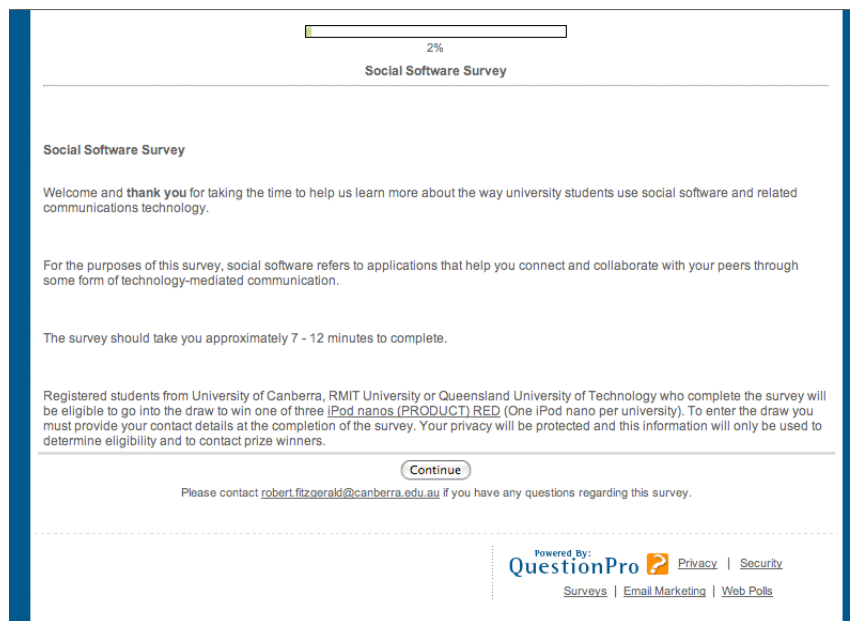 2%
Social Software Survey
Social Software Survey
Welcome and thank you for taking the time to help us learn more about the way university students use social software and related
communications technology.
For the purposes of this survey, social software refers to applications that help you connect and collaborate with your peers through
some form of technology-mediated communication.
The survey should take you approximately 7 - 12 minutes to complete.
Registered students from University of Canberra, RMIT University or Queensland University of Technology who complete the survey will
be eligible to go into the draw to win one of three iPod nanos (PRODUCT) RED (One iPod nano per university). To enter the draw you
must provide your contact details at the completion of the survey. Your privacy will be protected and this information will only be used to
determine eligibility and to contact prize winners.
Continue
Please contact robert.fitzgerald@canberra.edu.au if you have any questions regarding this survey.
Powered By:
QuestionPro ? Privacy | Security
Surveys | Email Marketing | Web Polls